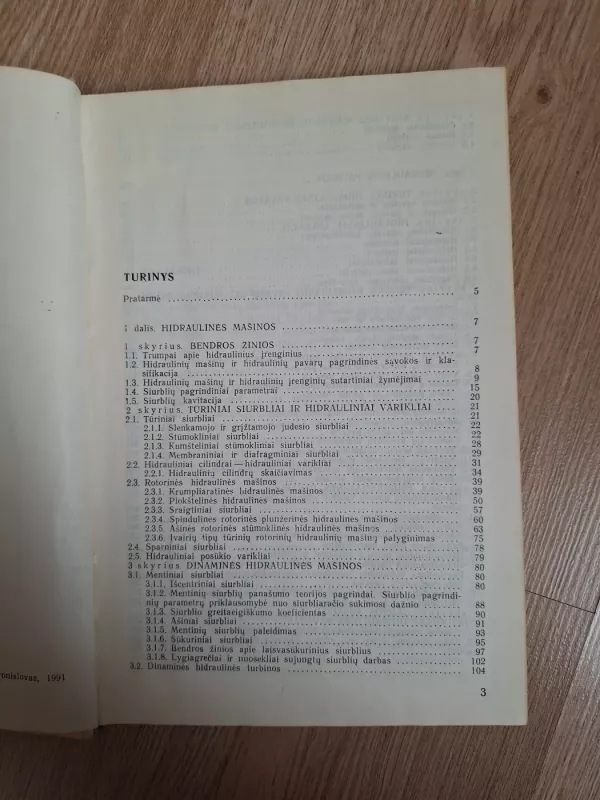 TURINYS
Pratarmė 5
I dalis. HIDRAULINĖS MAŠINOS 7
1 skyrius. BENDROS ŽINIOS 7
1.1. Trumpai apie hidraulinius įrenginius 7
1.2. Hidraulinių mašinų ir hidraulinių pavarų pagrindinės sąvokos ir kla-
sifikacija 8
1.3. Hidraulinių mašinų ir hidraulinių įrenginių sutartiniai žymėjimai 9
1.4. Siurblių pagrindiniai parametrai 15
1.5. Siurblių kavitacija 20
2 skyrius. TŪRINIAI SIURBLIAI IR HIDRAULINIAI VARIKLIAI 21
2.1. Tūriniai siurbliai 21
2.1.1. Slenkamojo ir grįžtamojo judesio siurbliai 22
2.1.2. Stūmokliniai siurbliai 22
2.1.3. Kumšteliniai stūmokliniai siurbliai 28
2.1.4. Membraniniai ir diafragminiai siurbliai 29
2.2. Hidrauliniai cilindrai — hidrauliniai varikliai 31
2.2.1. Hidraulinių cilindrų skaičiavimas 34
2.3. Rotorinės hidraulinės mašinos 39
2.3.1. Krumpliaratinės hidraulinės mašinos 39
2.3.2. Plokštelinės hidraulinės mašinos 50
2.3.3. Sraigtiniai siurbliai 57
2.3.4. Spindulinės rotorinės plunžerinės hidraulinės mašinos 60
2.3.5. Ašinės rotorinės stūmoklinės hidraulinės mašinos 63
2.3.6. Įvairių tipų tūrinių rotorinių hidraulinių mašinų palyginimas 75
2.4. Sparniniai siurbliai 78
2.5. Hidrauliniai posūkio varikliai 79
3 skyrius. DINAMINĖS HIDRAULINĖS MAŠINOS 80
3.1. Mentiniai siurbliai 80
3.1.1. Išcentriniai siurbliai 80
3.1.2. Mentinių siurblių panašumo teorijos pagrindai. Siurblio pagrindi-
nių parametrų priklausomybė nuo siurbliaračio sukimosi dažnio 88
3.1.3. Siurblio greitaeigiškumo koeficientas 90
3.1.4. Ašiniai siurbliai 91
3.1.5. Mentinių siurblių paleidimas 93
3.1.6. Sūkuriniai siurbliai 95
3.1.7. Bendros žinios apie laisvasūkurinius siurblius 97
3.1.8. Lygiagrečiai ir nuosekliai sujungtų siurblių darbas 102
3.2. Dinaminės hidraulinės turbinos 104
3
1991